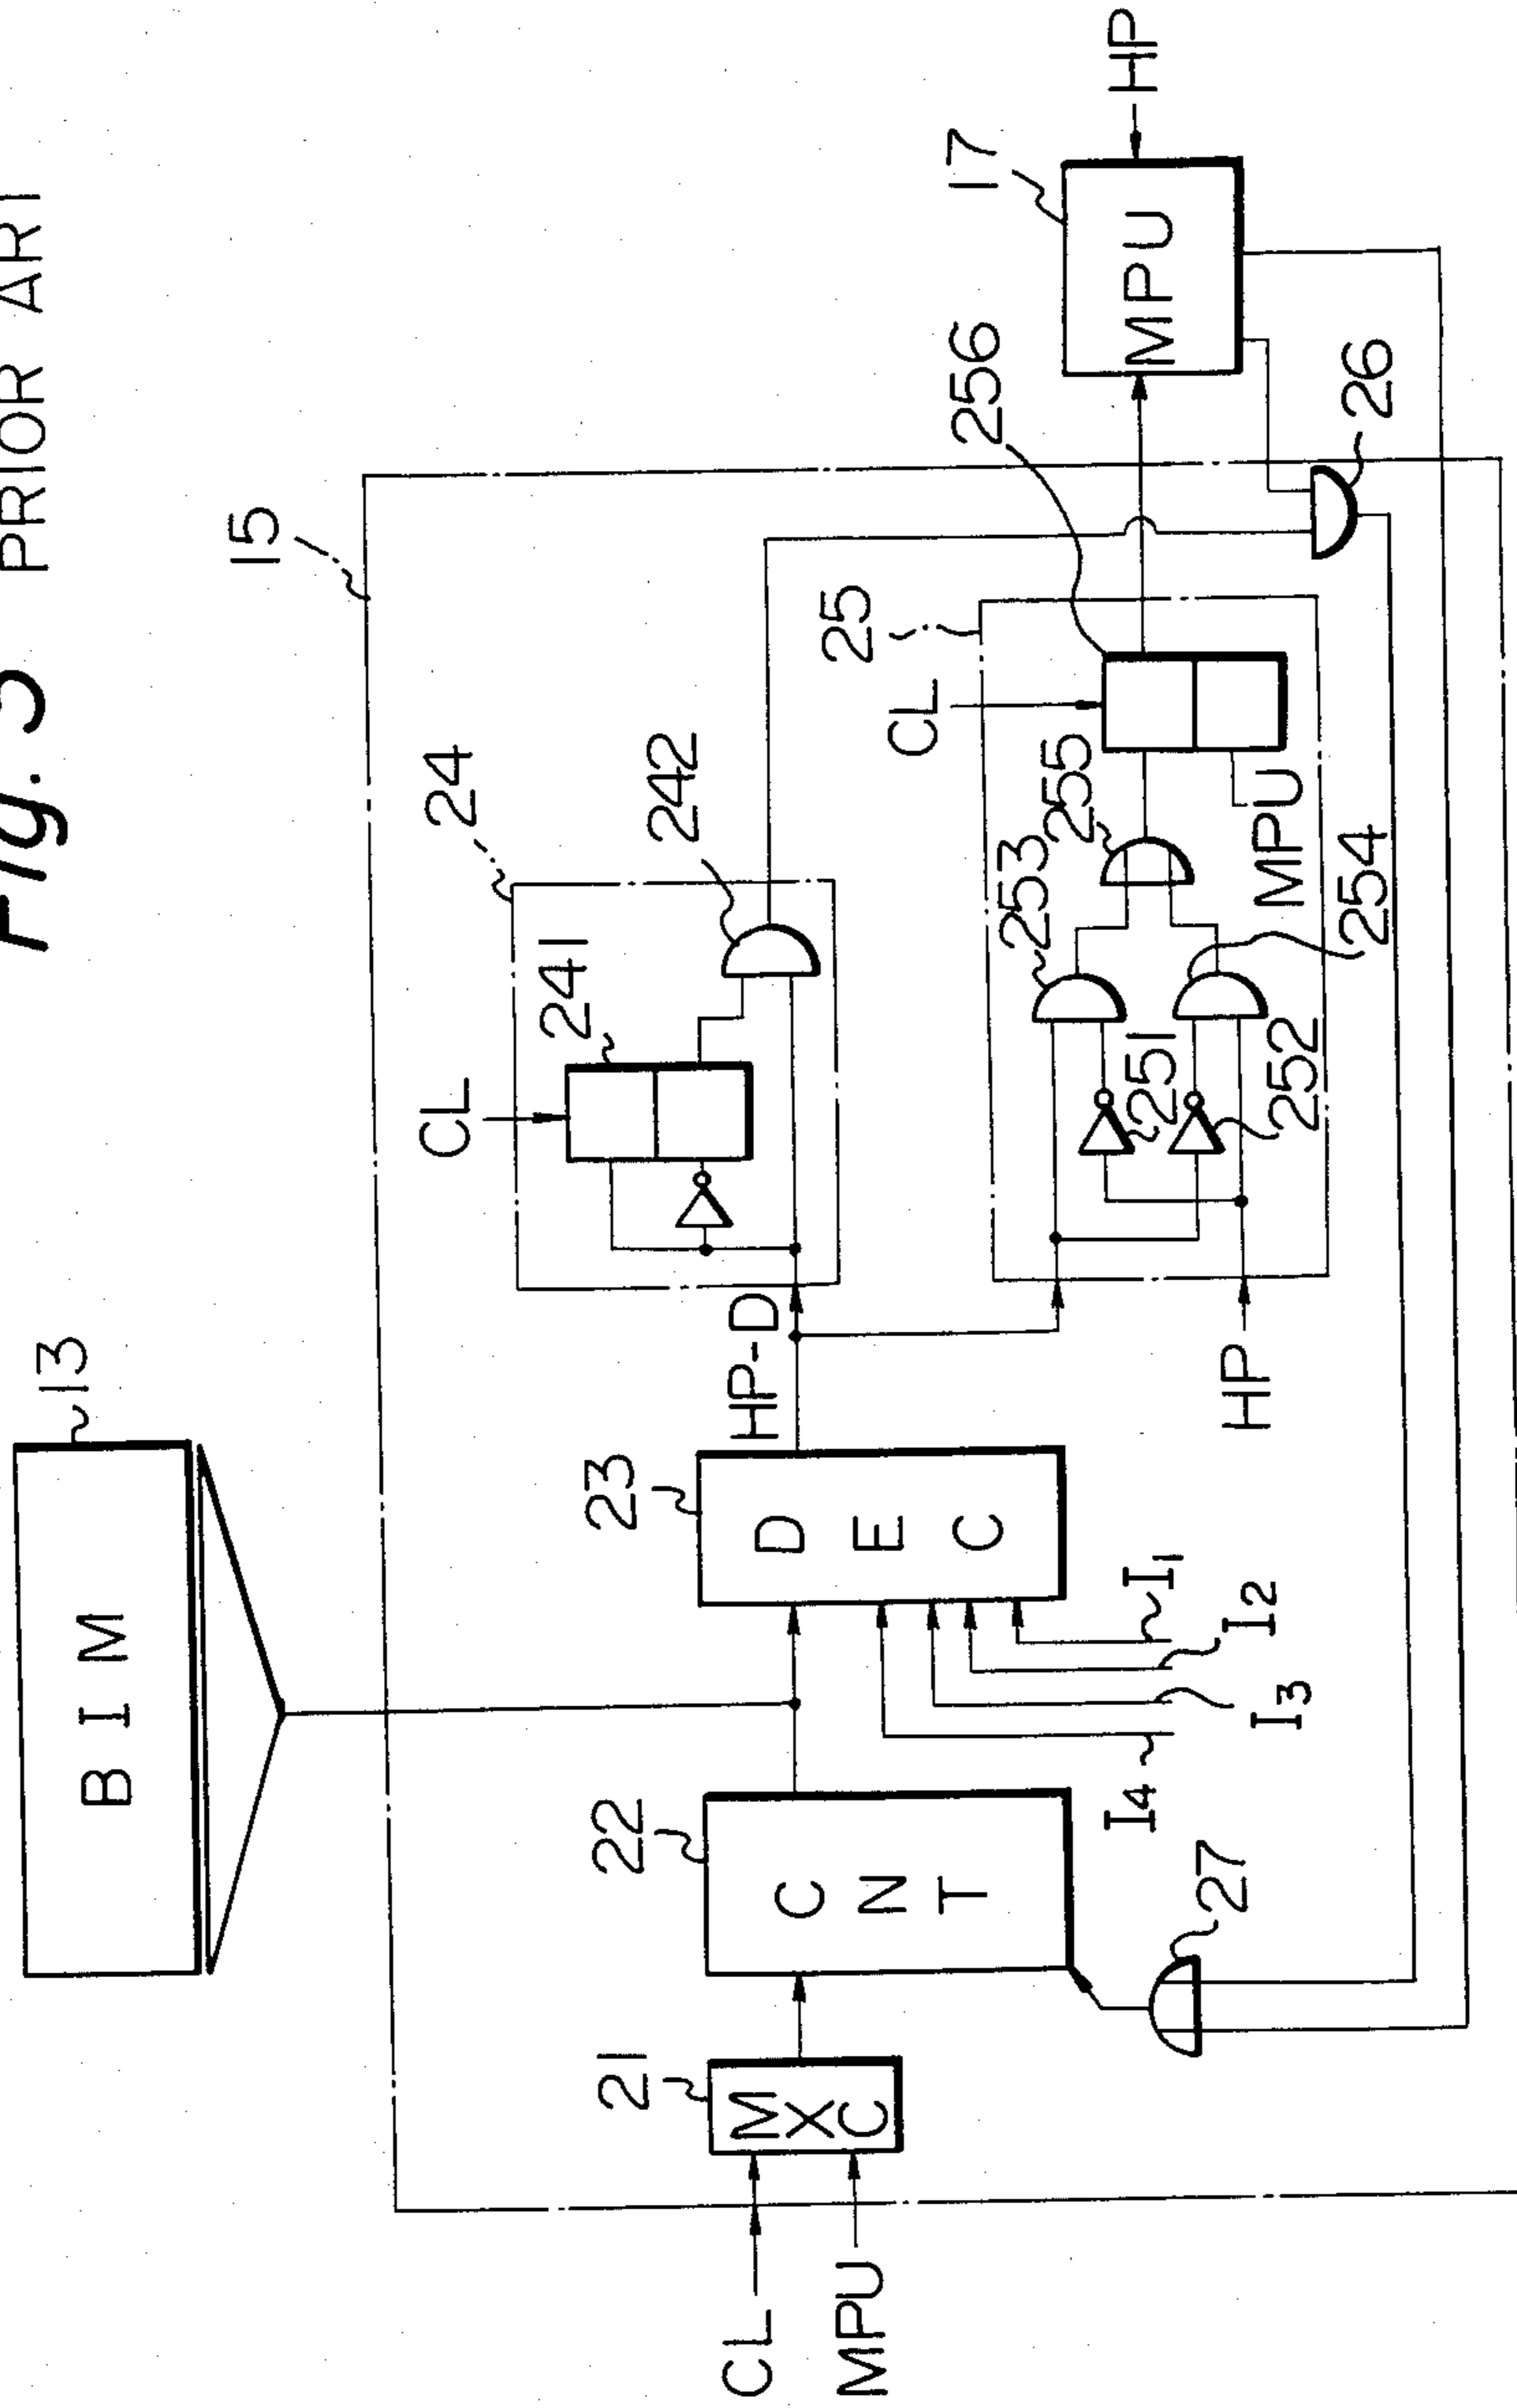 Fig. 3 PRIOR ART
13
BIM
15
24
CL
241
242
21
22
23
HP-D
25
CL
256
17
CL
MXC
CNT
DEC
MPU
HP
MPU
253
255
251
252
254
MPU
HP
I4
I3
I2
I1
27
26